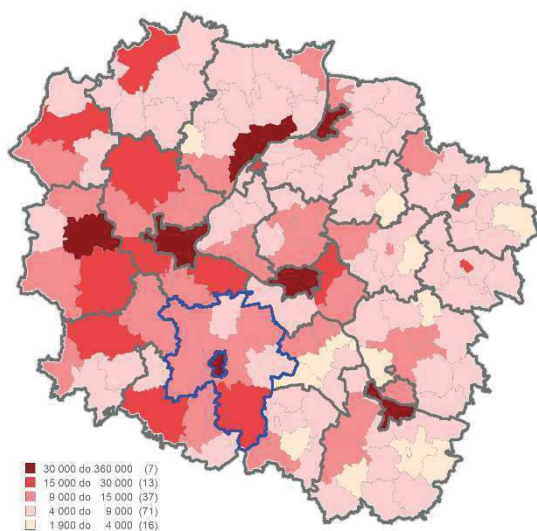 30 000 do 360 000 (7)
15 000 do 30 000 (13)
9 000 do 15 000 (37)
4 000 do 9 000 (71)
1 900 do 4 000 (16)